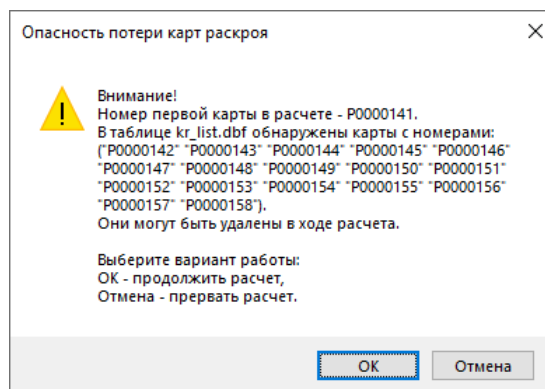 Опасность потери карт раскроя
Внимание!
Номер первой карты в расчете - P0000141.
В таблице kr_list.dbf обнаружены карты с номерами:
("P0000142" "P0000143" "P0000144" "P0000145" "P0000146"
"P0000147" "P0000148" "P0000149" "P0000150" "P0000151"
"P0000152" "P0000153" "P0000154" "P0000155" "P0000156"
"P0000157" "P0000158").
Они могут быть удалены в ходе расчета.
Выберите вариант работы:
ОК - продолжить расчет,
Отмена - прервать расчет.
ОК
Отмена